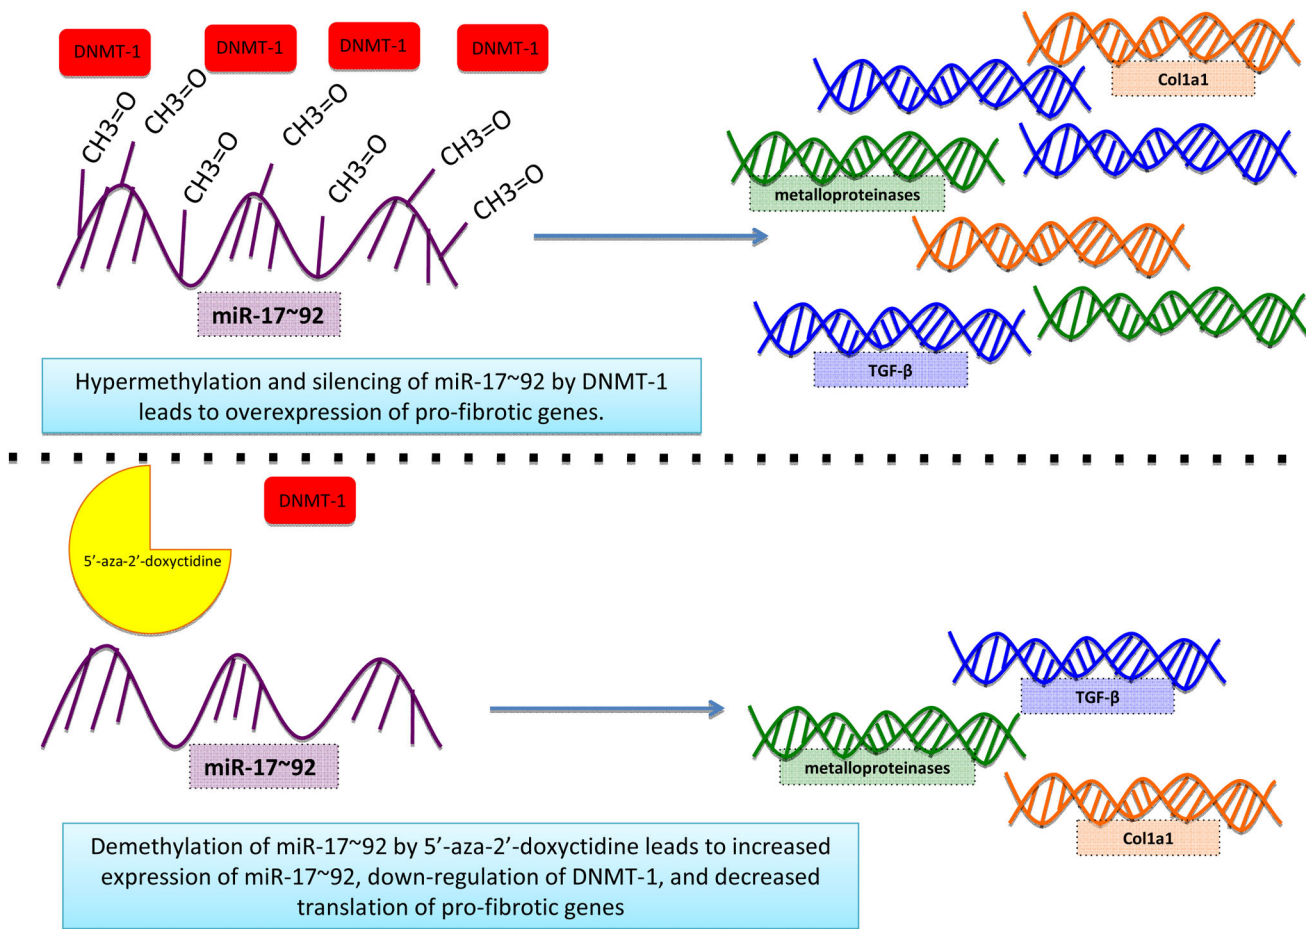 DNMT-1
DNMT-1
DNMT-1
DNMT-1
CH3=O
CH3=O
CH3=O
CH3=O
CH3=O
CH3=O
CH3=O
miR-17~92
Col1a1
metalloproteinases
TGF-β
Hypermethylation and silencing of miR-17~92 by DNMT-1
leads to overexpression of pro-fibrotic genes.
DNMT-1
5’-aza-2’-doxyctidine
miR-17~92
TGF-β
metalloproteinases
Col1a1
Demethylation of miR-17~92 by 5’-aza-2’-doxyctidine leads to increased
expression of miR-17~92, down-regulation of DNMT-1, and decreased
translation of pro-fibrotic genes